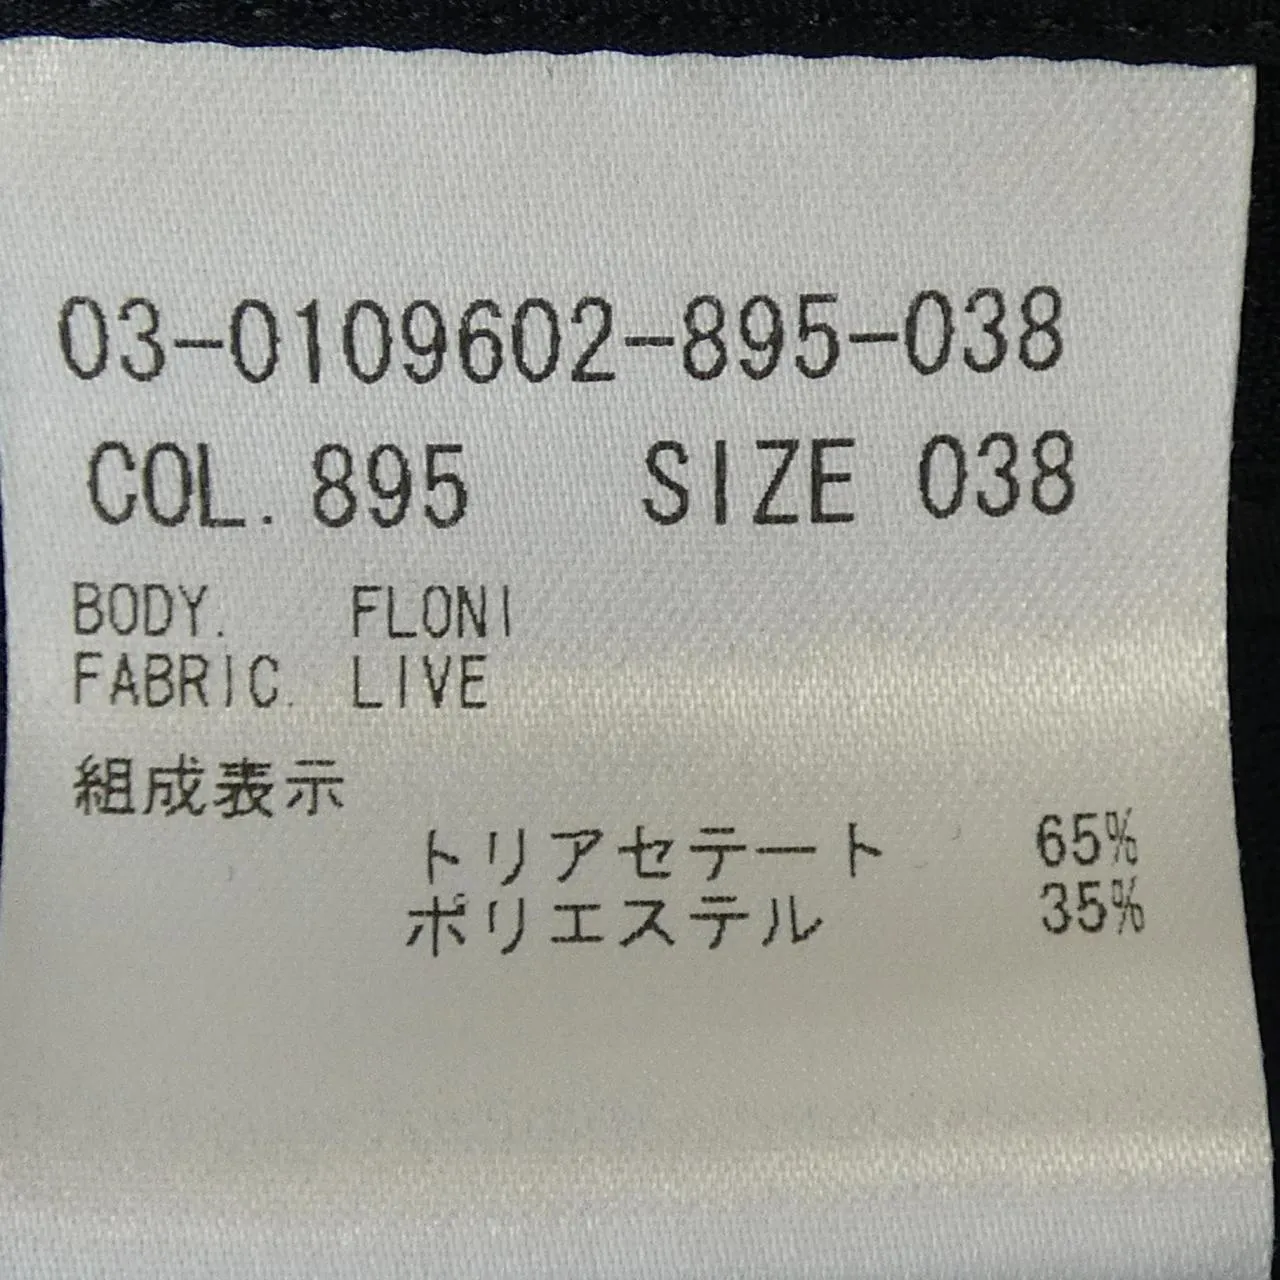 03-0109602-895-038
COL. 895 SIZE 038
BODY. FLONI
FABRIC. LIVE
組成表示
トリアセテート 65%
ポリエステル 35%